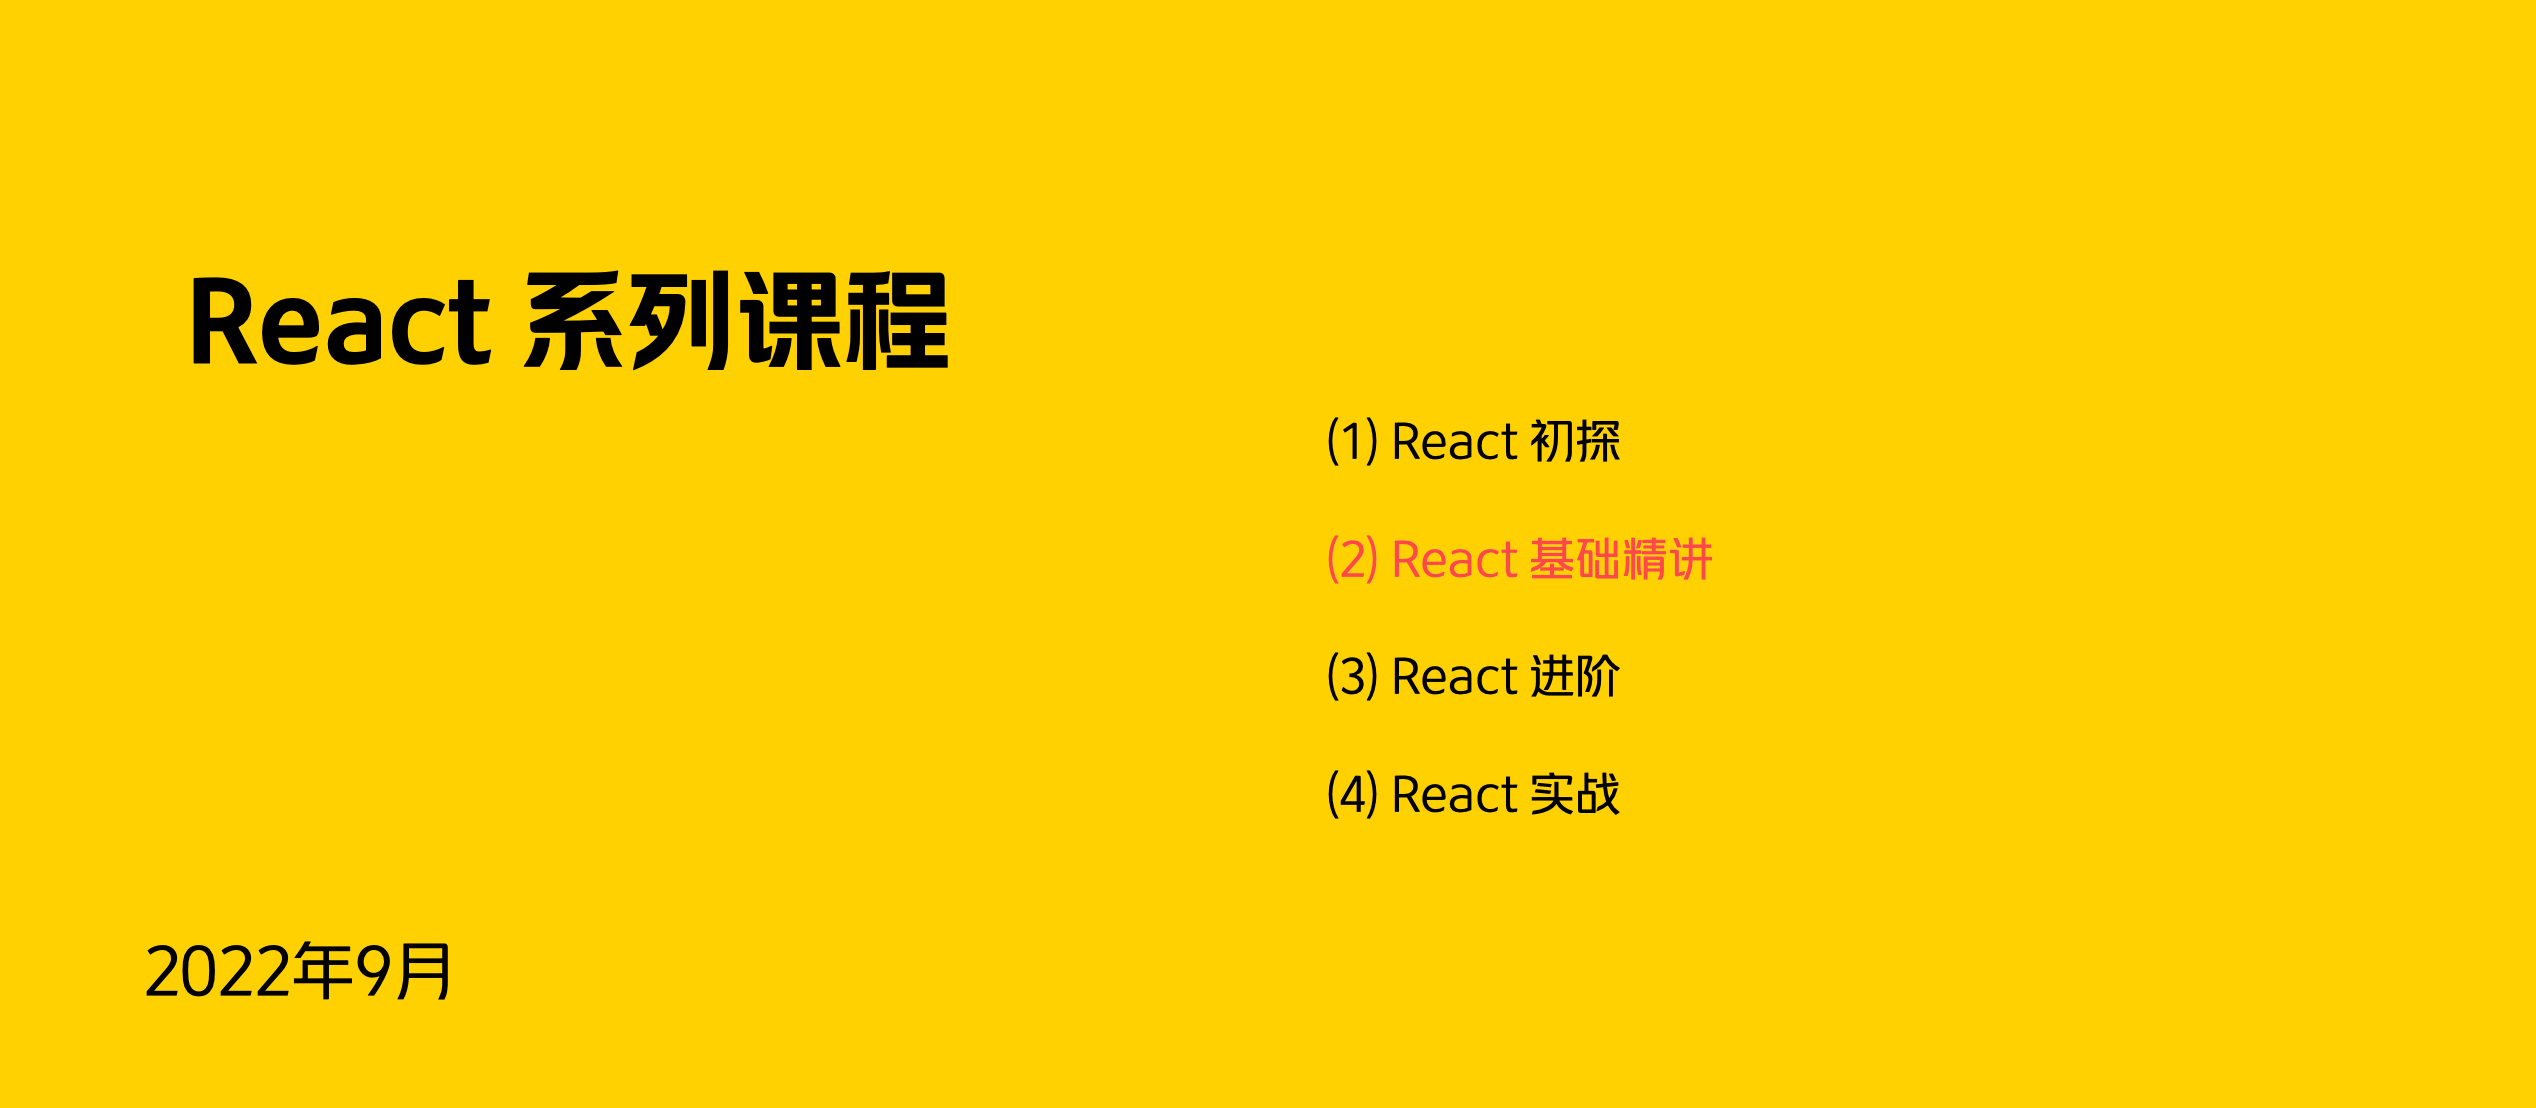 React 系列课程
(1) React 初探
(2) React 基础精讲
(3) React 进阶
(4) React 实战
2022年9月